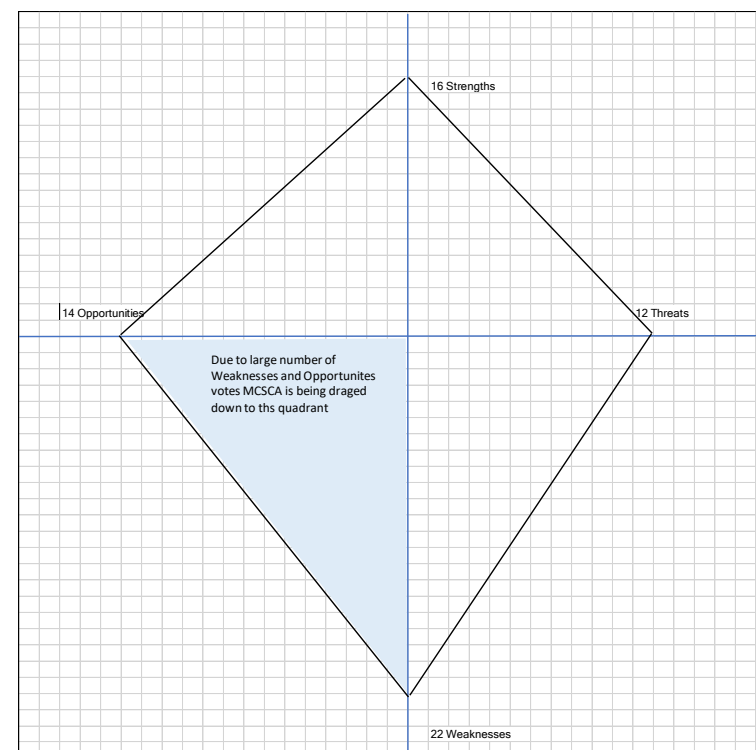 16 Strengths
14 Opportunities
12 Threats
Due to large number of
Weaknesses and Opportunites
votes MCSCA is being draged
down to ths quadrant
22 Weaknesses